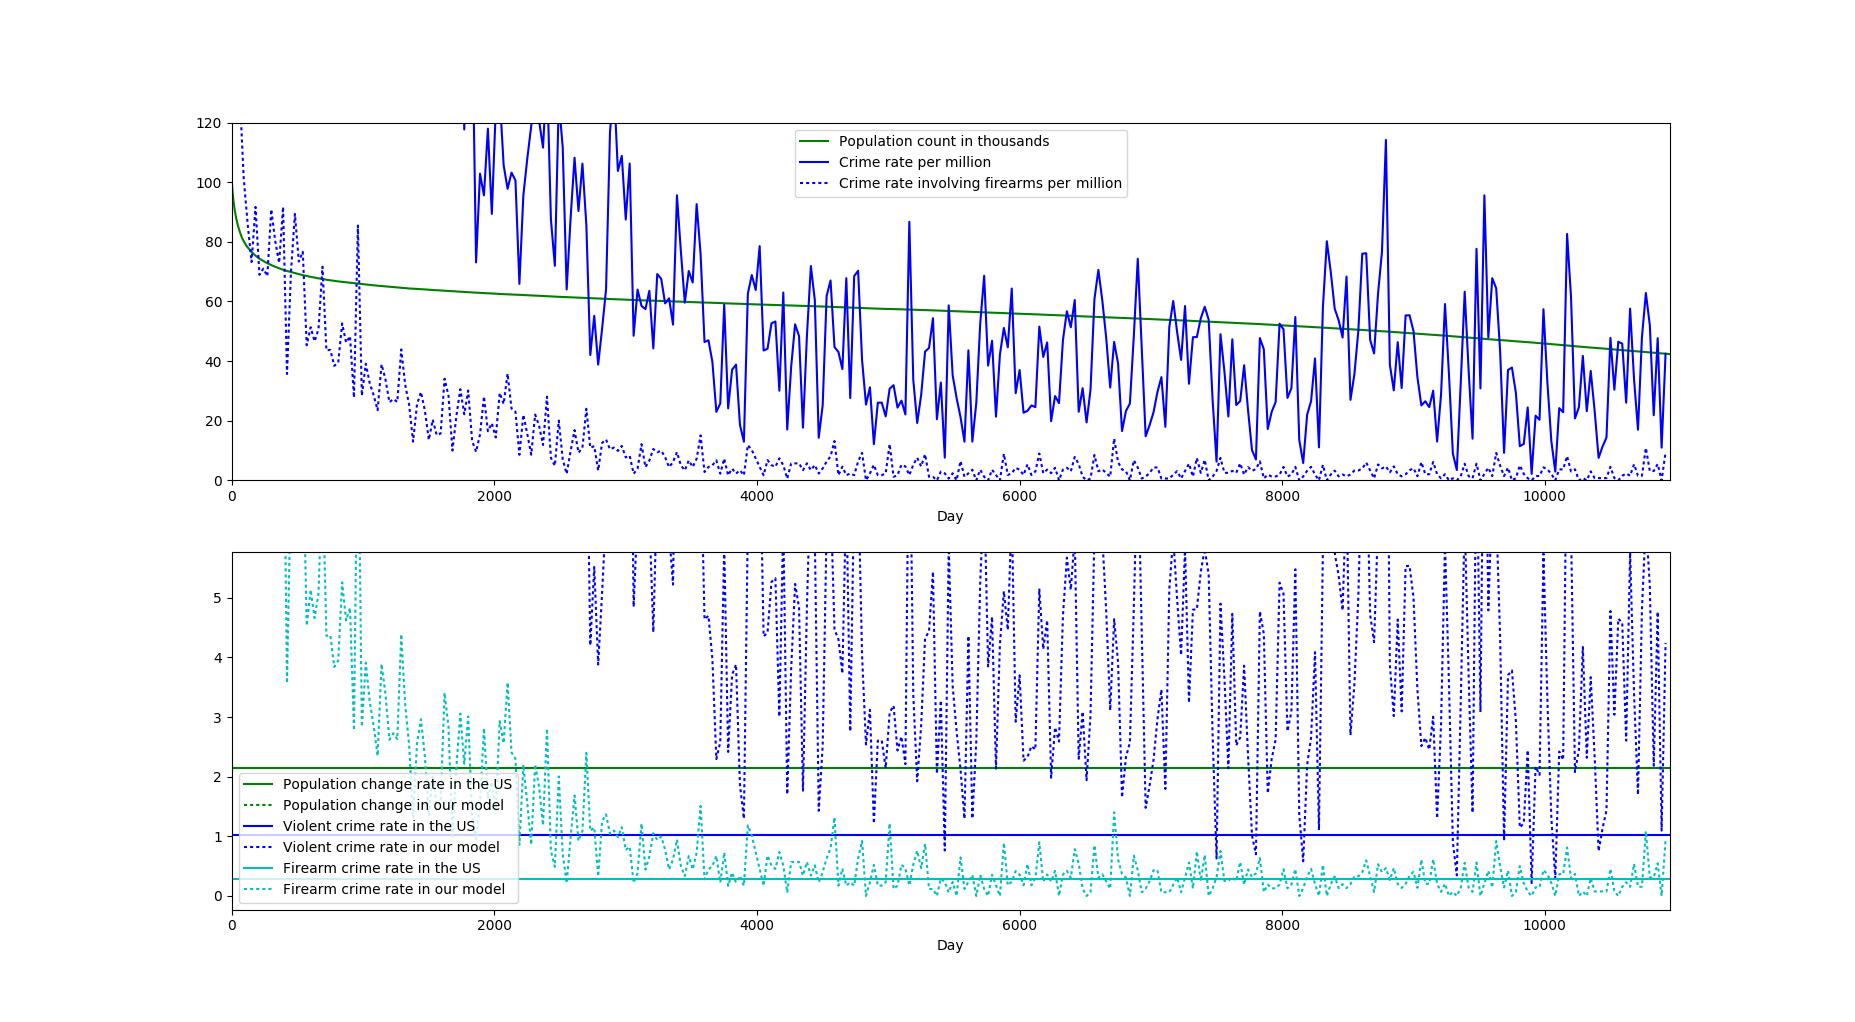 120
100
80
60
40
20
0
Population count in thousands
Crime rate per million
Crime rate involving firearms per million
0 2000 4000 6000 8000 10000
Day
5
4
3
2
1
0
Population change rate in the US
Population change in our model
Violent crime rate in the US
Violent crime rate in our model
Firearm crime rate in the US
Firearm crime rate in our model
0 2000 4000 6000 8000 10000
Day